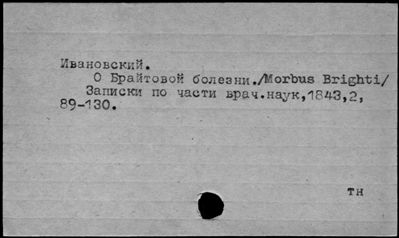 Ивановский.
О Брайтовой болезни./Morbus Brighti/
Записки по части врач.наук,1843,2,
89-130.
тн